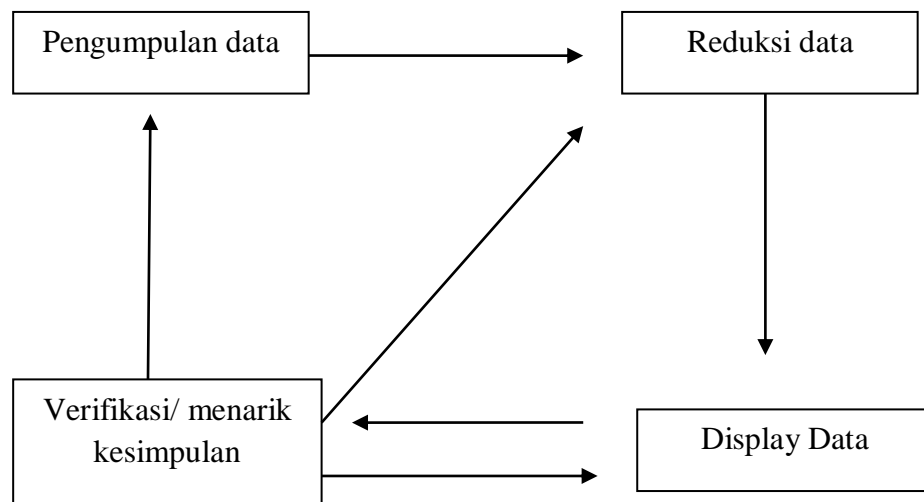 Pengumpulan data
Reduksi data
Verifikasi/ menarik
kesimpulan
Display Data